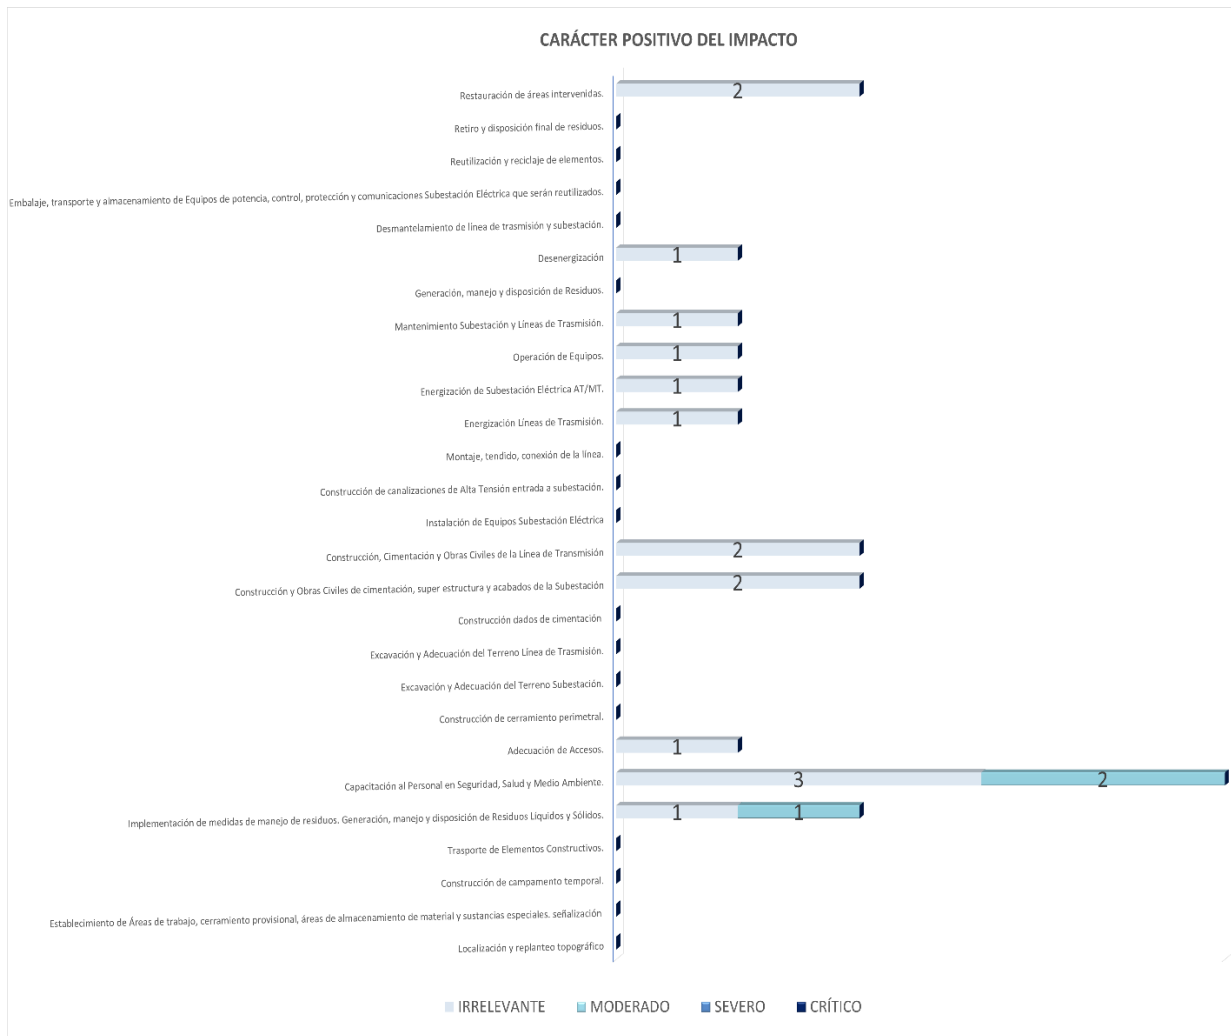 CARÁCTER POSITIVO DEL IMPACTO
Restauración de áreas intervenidas. 2
Retiro y disposición final de residuos.
Reutilización y reciclaje de elementos.
Embalaje, transporte y almacenamiento de Equipos de potencia, control, protección y comunicaciones Subestación Eléctrica que serán reutilizados.
Desmantelamiento de línea de trasmisión y subestación.
Desenergización 1
Generación, manejo y disposición de Residuos.
Mantenimiento Subestación y Líneas de Trasmisión. 1
Operación de Equipos. 1
Energización de Subestación Eléctrica AT/MT. 1
Energización Líneas de Trasmisión. 1
Montaje, tendido, conexión de la línea.
Construcción de canalizaciones de Alta Tensión entrada a subestación.
Instalación de Equipos Subestación Eléctrica
Construcción, Cimentación y Obras Civiles de la Línea de Transmisión 2
Construcción y Obras Civiles de cimentación, super estructura y acabados de la Subestación 2
Construcción dados de cimentación
Excavación y Adecuación del Terreno Línea de Trasmisión.
Excavación y Adecuación del Terreno Subestación.
Construcción de cerramiento perimetral.
Adecuación de Accesos. 1
Capacitación al Personal en Seguridad, Salud y Medio Ambiente. 3 2
Implementación de medidas de manejo de residuos. Generación, manejo y disposición de Residuos Liquidos y Sólidos. 1 1
Trasporte de Elementos Constructivos.
Construcción de campamento temporal.
Establecimiento de Áreas de trabajo, cerramiento provisional, áreas de almacenamiento de material y sustancias especiales. señalización
Localización y replanteo topográfico
IRRELEVANTE MODERADO SEVERO CRÍTICO